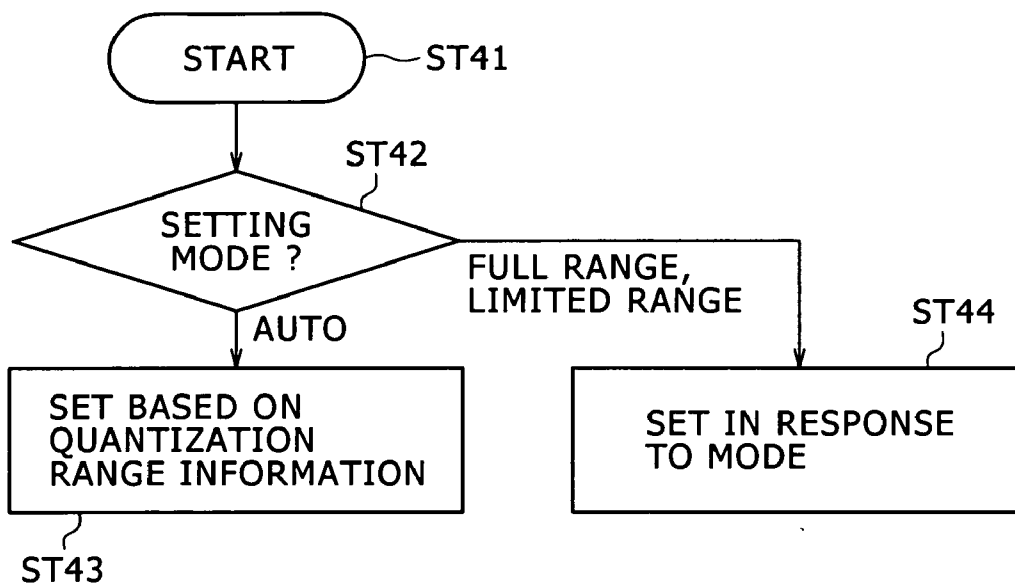 START
ST41
ST42
SETTING
MODE ?
FULL RANGE,
LIMITED RANGE
AUTO
ST44
SET BASED ON
QUANTIZATION
RANGE INFORMATION
SET IN RESPONSE
TO MODE
ST43